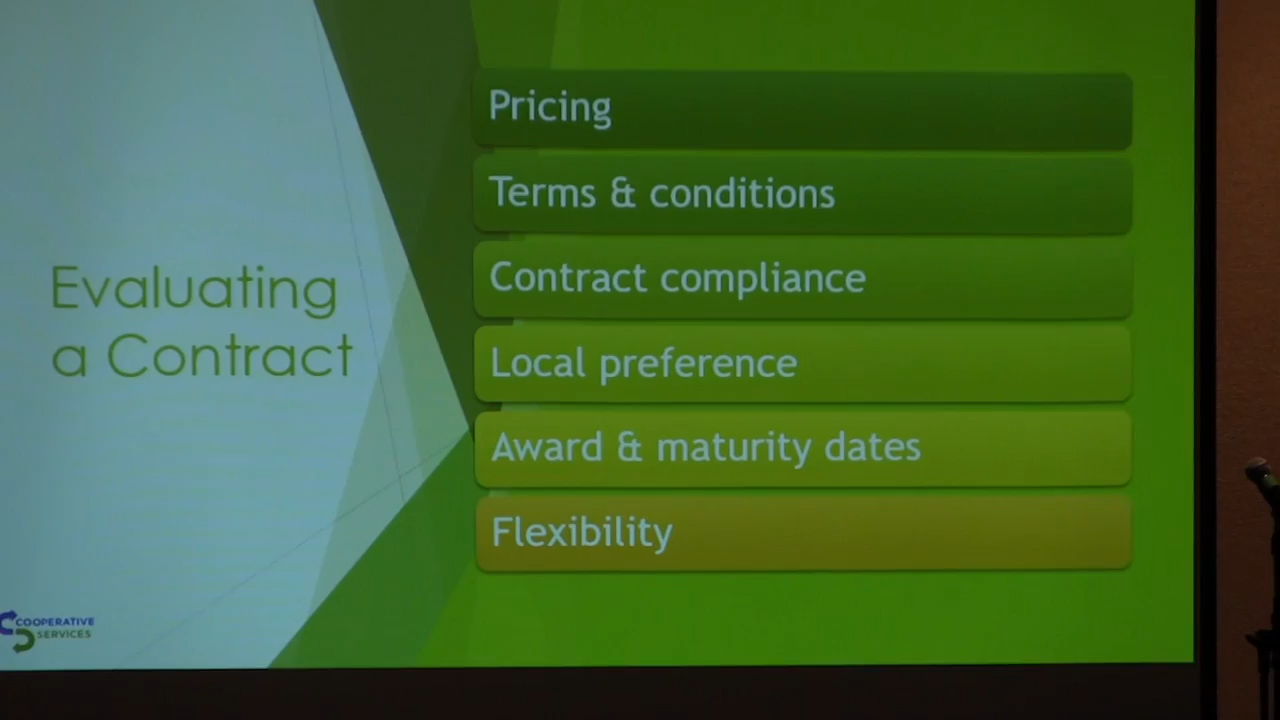 Evaluating
a Contract
Pricing
Terms & conditions
Contract compliance
Local preference
Award & maturity dates
Flexibility
COOPERATIVE
SERVICES